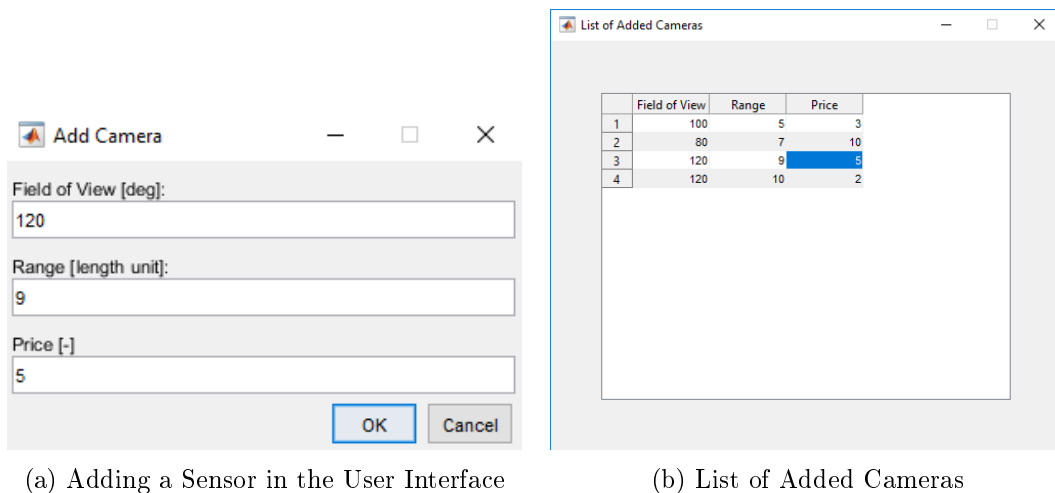 Add Camera
Field of View [deg]:
120
Range [length unit]:
9
Price [-]
5
OK Cancel
(a) Adding a Sensor in the User Interface
List of Added Cameras
Field of View Range Price
1 100 5 3
2 80 7 10
3 120 9 5
4 120 10 2
(b) List of Added Cameras